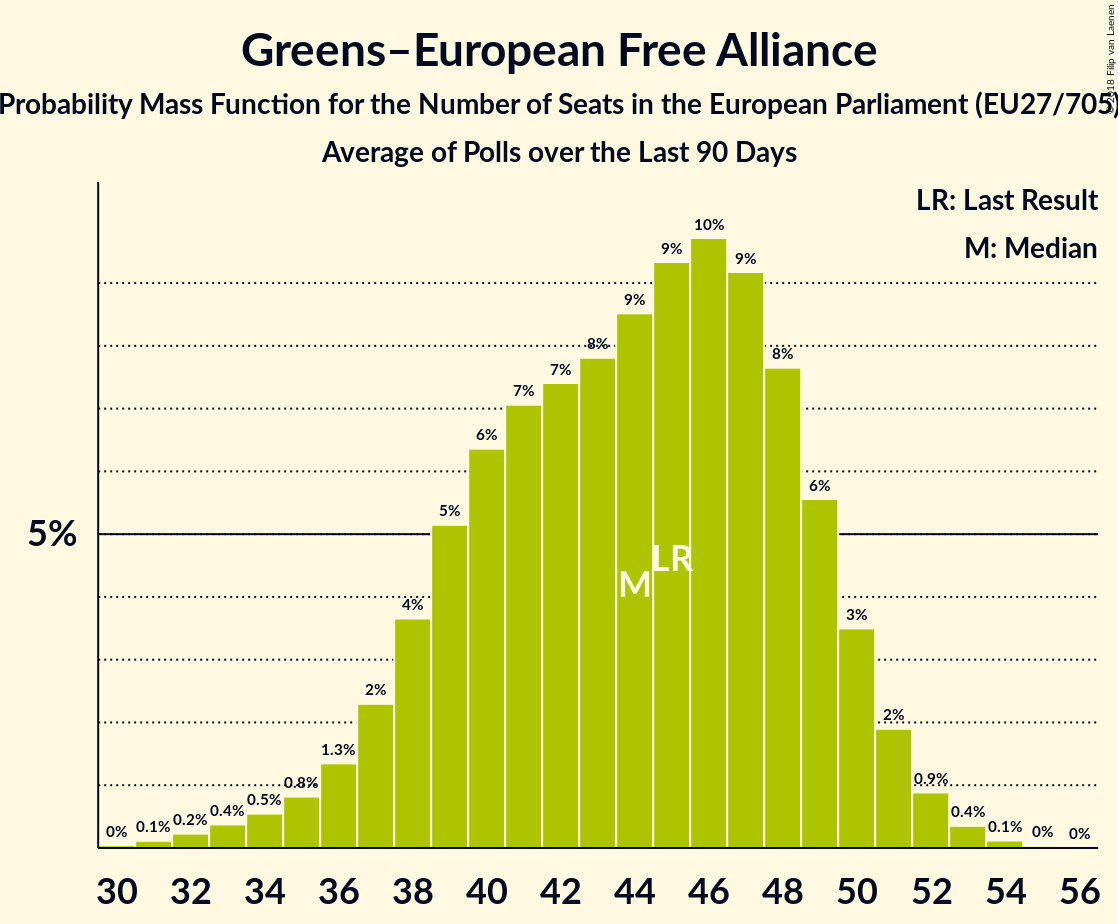 Greens–European Free Alliance
Probability Mass Function for the Number of Seats in the European Parliament (EU27/705)
Average of Polls over the Last 90 Days
© 2018 Filip van Laenen
LR: Last Result
M: Median
5%
0% 0.1% 0.2% 0.4% 0.5% 0.8% 1.3% 2% 4% 5% 6% 7% 7% 8% 9% 9% 10% 9% 8% 6% 3% 2% 0.9% 0.4% 0.1% 0% 0%
M LR
30 32 34 36 38 40 42 44 46 48 50 52 54 56